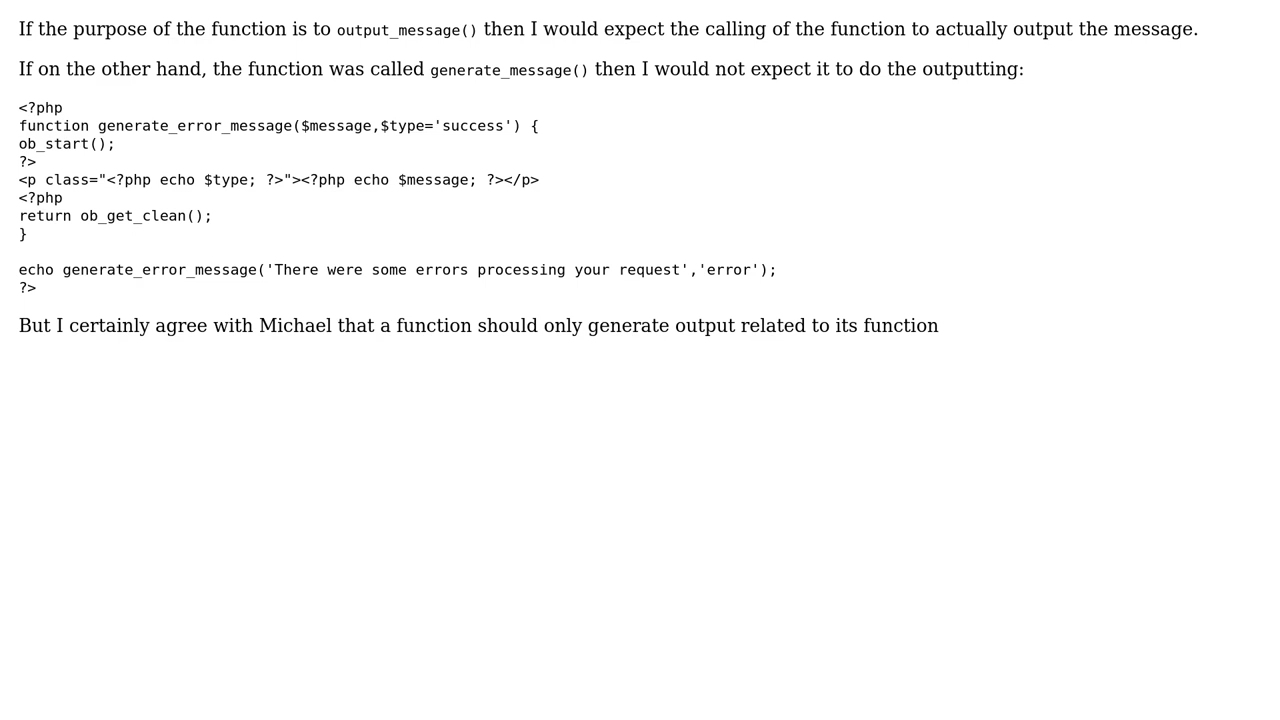 If the purpose of the function is to output_message() then I would expect the calling of the function to actually output the message.
If on the other hand, the function was called generate_message() then I would not expect it to do the outputting:
<?php
function generate_error_message($message,$type='success') {
ob_start();
?>
<p class="<?php echo $type; ?>"><?php echo $message; ?></p>
<?php
return ob_get_clean();
}
echo generate_error_message('There were some errors processing your request','error');
?>
But I certainly agree with Michael that a function should only generate output related to its function